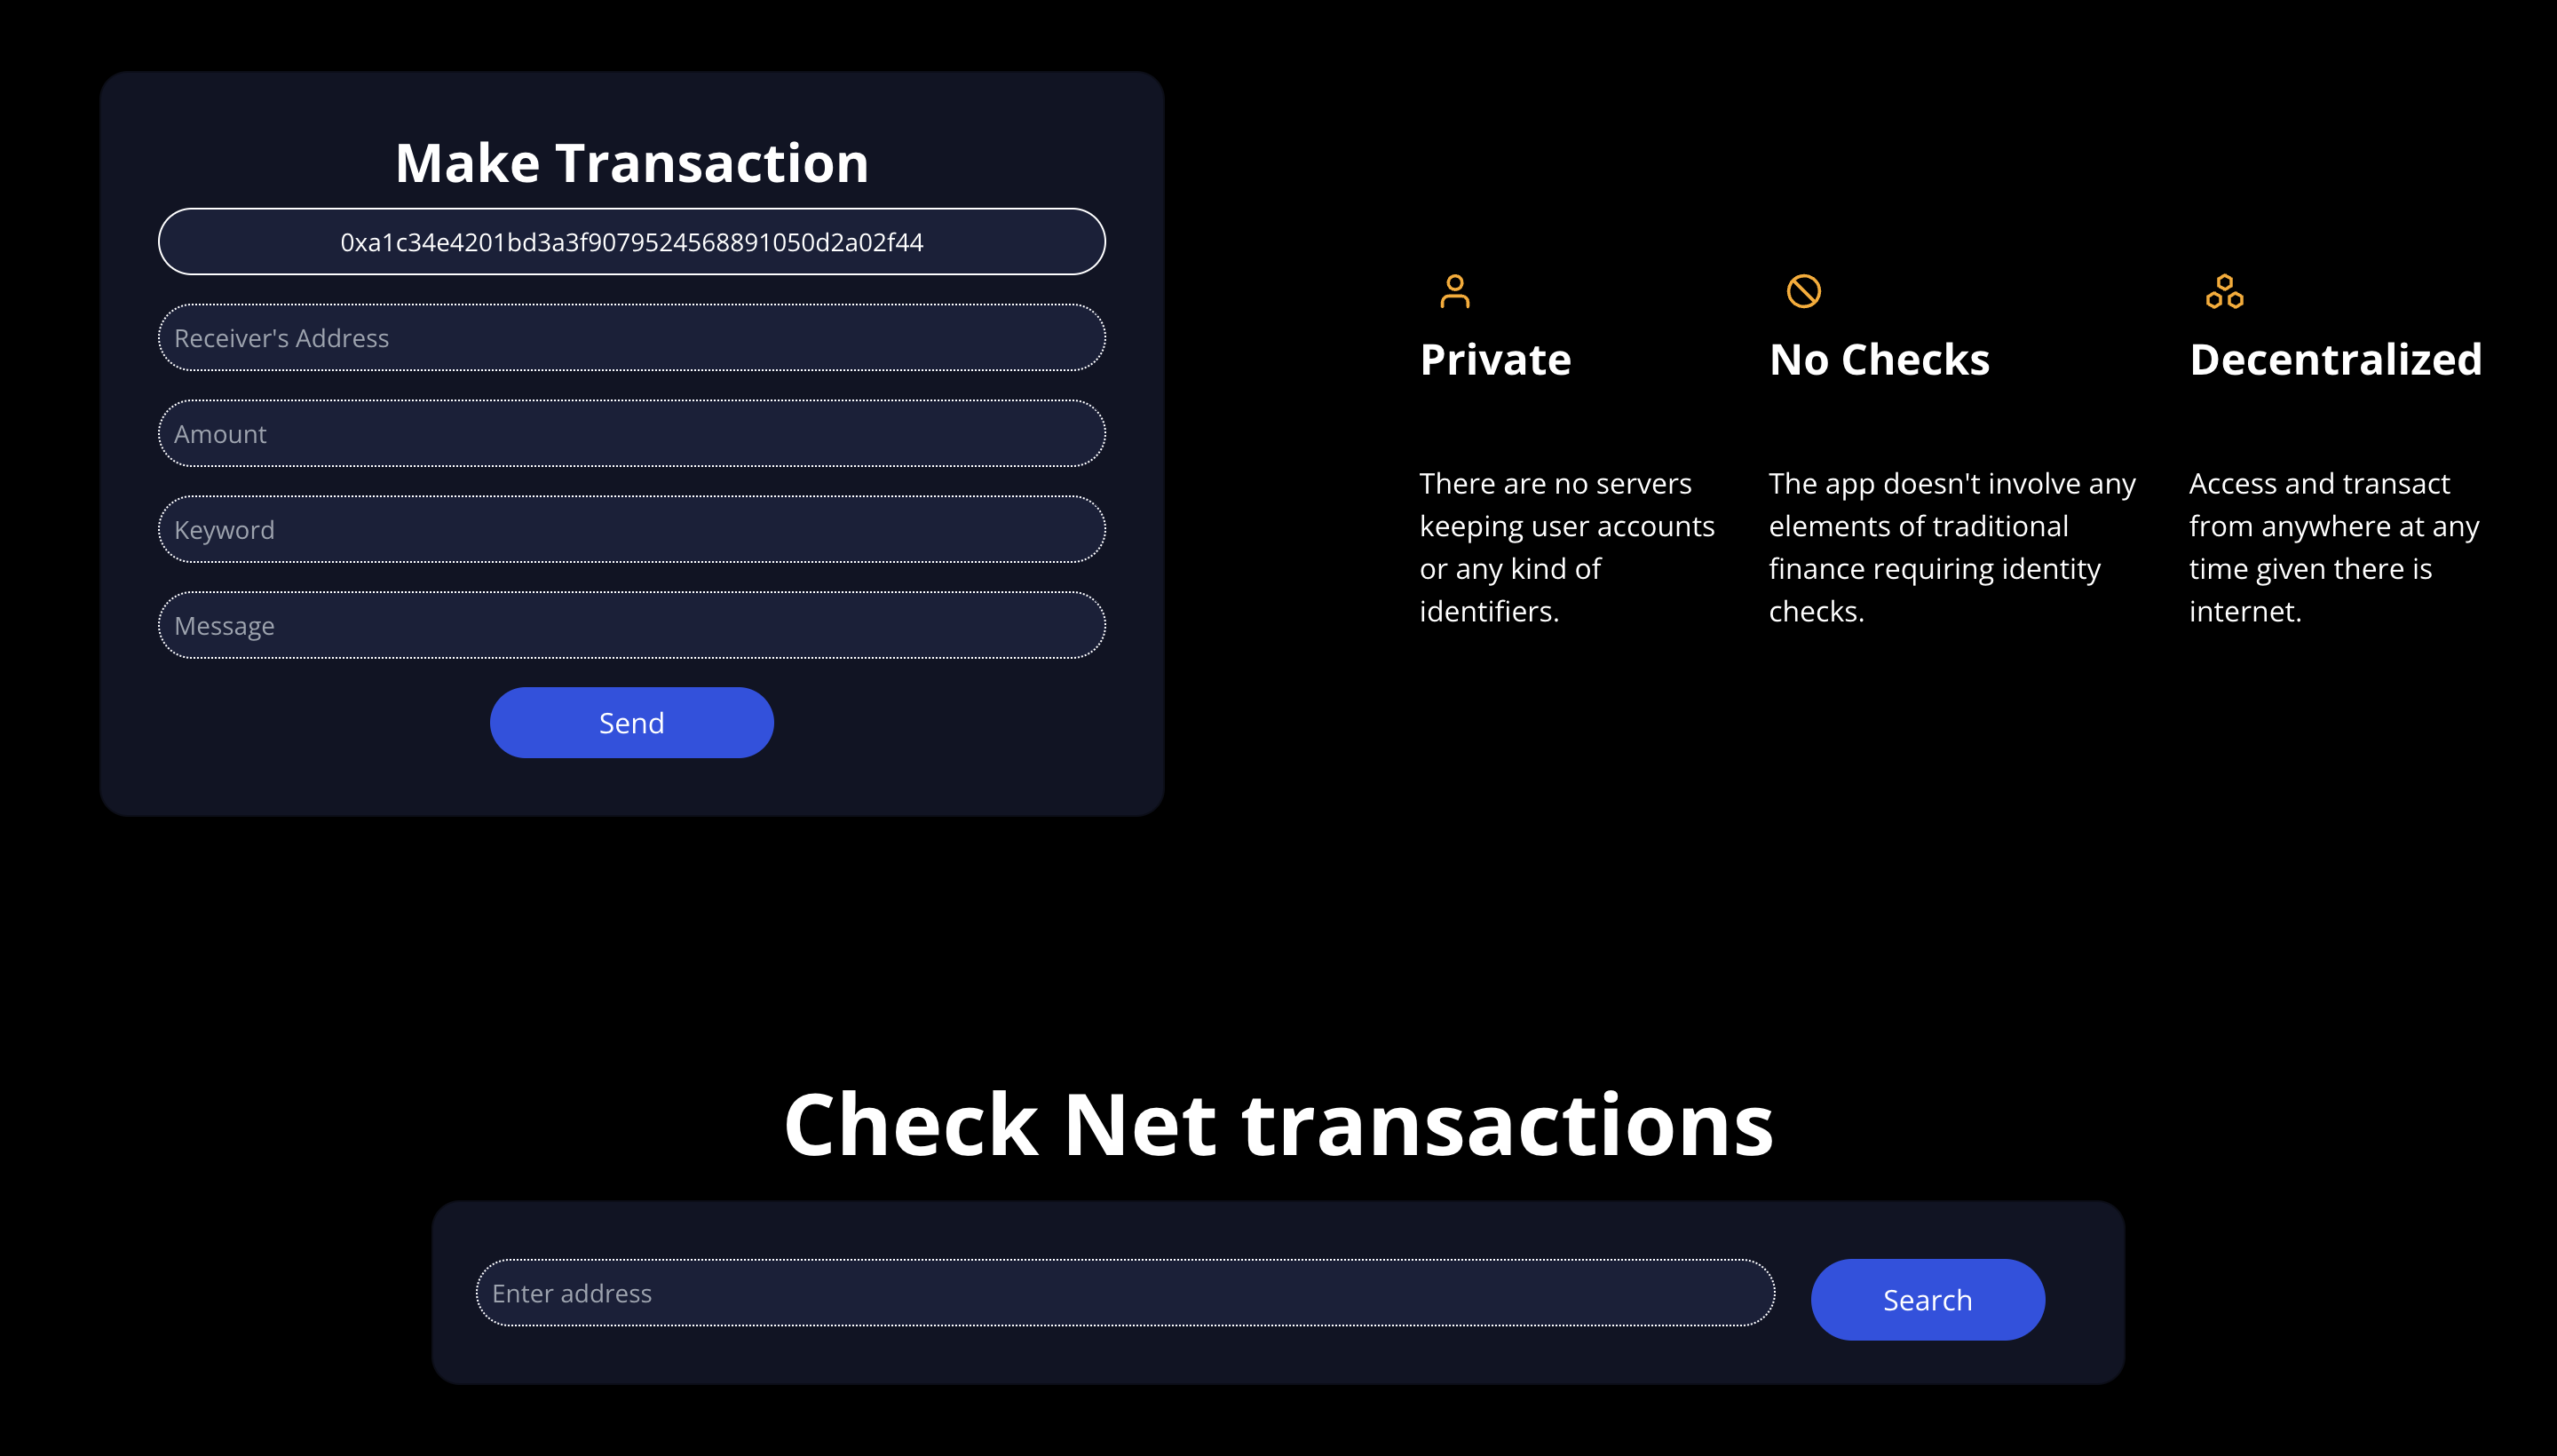 Make Transaction
0xa1c34e4201bd3a3f9079524568891050d2a02f44
Receiver's Address
Amount
Keyword
Message
Send
Private
There are no servers
keeping user accounts
or any kind of
identifiers.
No Checks
The app doesn't involve any
elements of traditional
finance requiring identity
checks.
Decentralized
Access and transact
from anywhere at any
time given there is
internet.
Check Net transactions
Enter address
Search